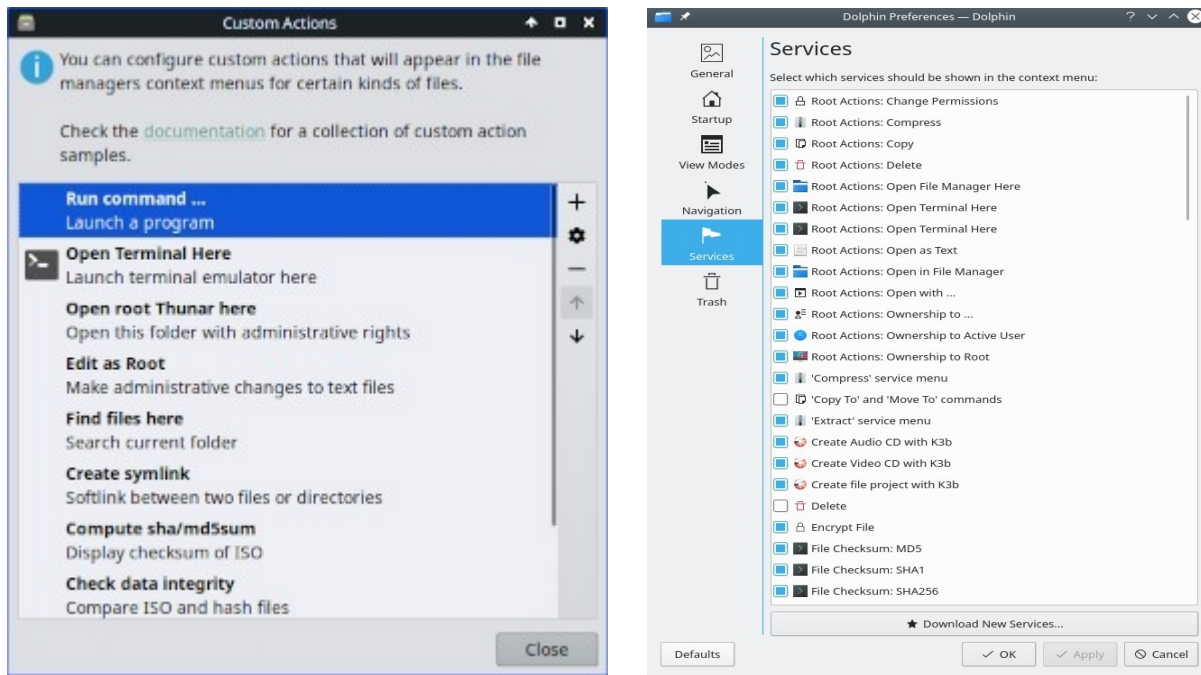 Custom Actions
You can configure custom actions that will appear in the file
managers context menus for certain kinds of files.
Check the documentation for a collection of custom action
samples.
Run command ...
Launch a program
Open Terminal Here
Launch terminal emulator here
Open root Thunar here
Open this folder with administrative rights
Edit as Root
Make administrative changes to text files
Find files here
Search current folder
Create symlink
Softlink between two files or directories
Compute sha/md5sum
Display checksum of ISO
Check data integrity
Compare ISO and hash files
Close
Dolphin Preferences — Dolphin
General
Startup
View Modes
Navigation
Services
Trash
Services
Select which services should be shown in the context menu:
Root Actions: Change Permissions
Root Actions: Compress
Root Actions: Copy
Root Actions: Delete
Root Actions: Open File Manager Here
Root Actions: Open Terminal Here
Root Actions: Open Terminal Here
Root Actions: Open as Text
Root Actions: Open in File Manager
Root Actions: Open with ...
Root Actions: Ownership to ...
Root Actions: Ownership to Active User
Root Actions: Ownership to Root
'Compress' service menu
'Copy To' and 'Move To' commands
'Extract' service menu
Create Audio CD with K3b
Create Video CD with K3b
Create file project with K3b
Delete
Encrypt File
File Checksum: MD5
File Checksum: SHA1
File Checksum: SHA256
Download New Services...
Defaults
OK
Apply
Cancel